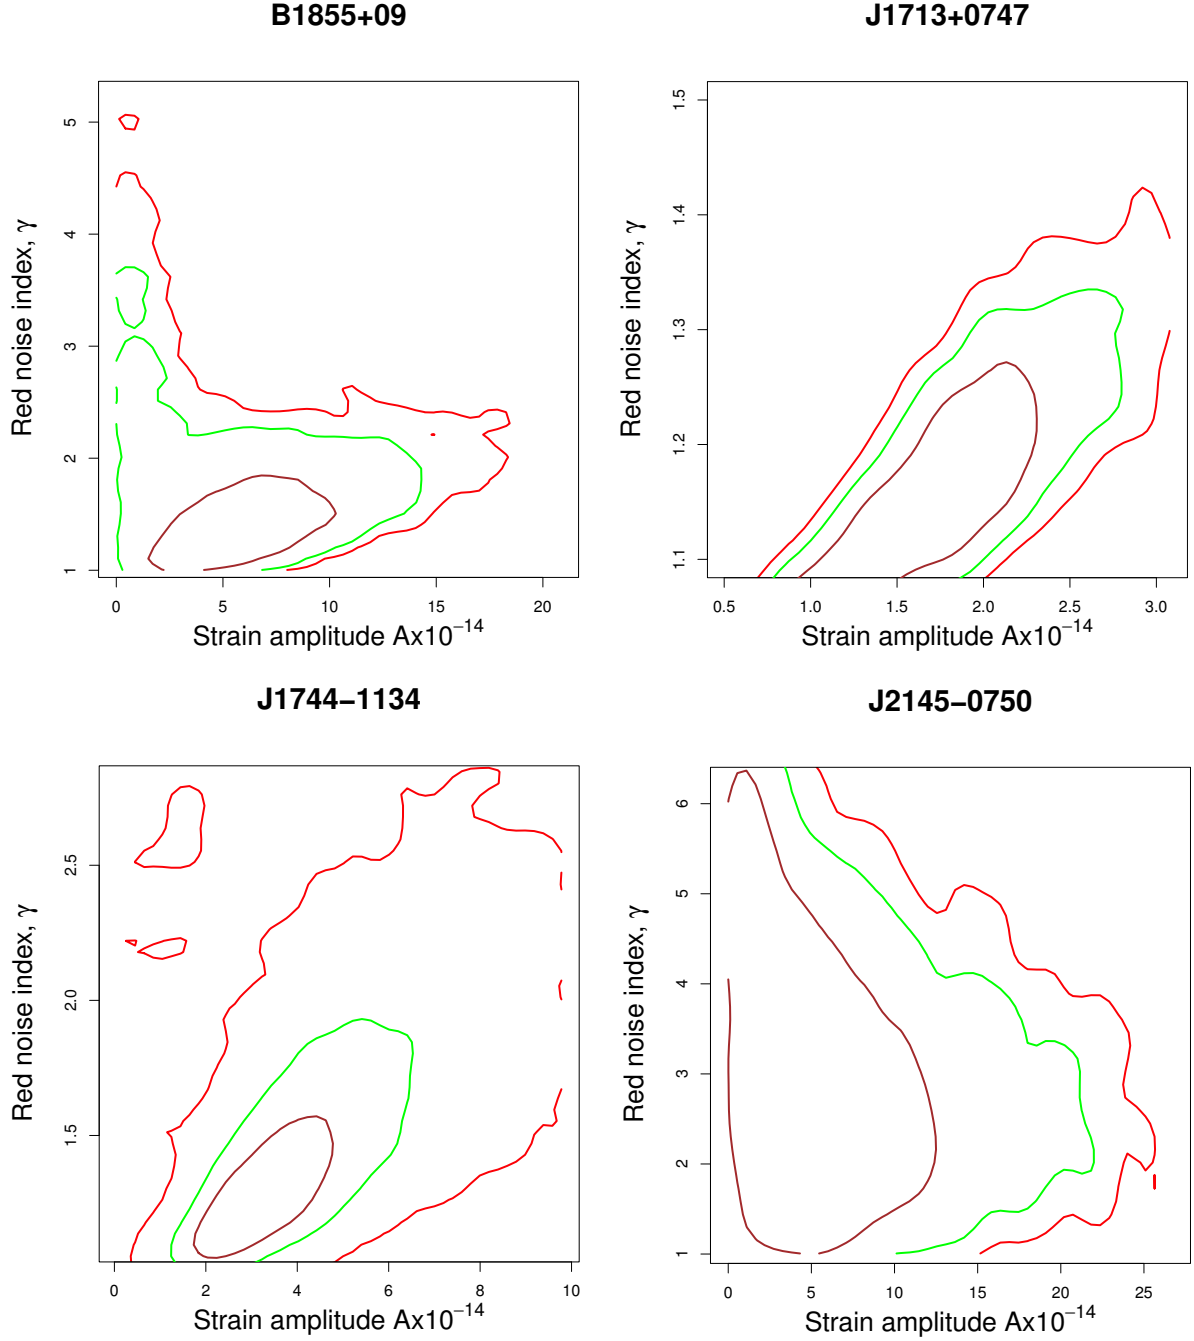 B1855+09
Red noise index, γ
5
4
3
2
1
0 5 10 15 20
Strain amplitude Ax10⁻¹⁴
J1713+0747
Red noise index, γ
1.5
1.4
1.3
1.2
1.1
0.5 1.0 1.5 2.0 2.5 3.0
Strain amplitude Ax10⁻¹⁴
J1744−1134
Red noise index, γ
2.5
2.0
1.5
0 2 4 6 8 10
Strain amplitude Ax10⁻¹⁴
J2145−0750
Red noise index, γ
6
5
4
3
2
1
0 5 10 15 20 25
Strain amplitude Ax10⁻¹⁴